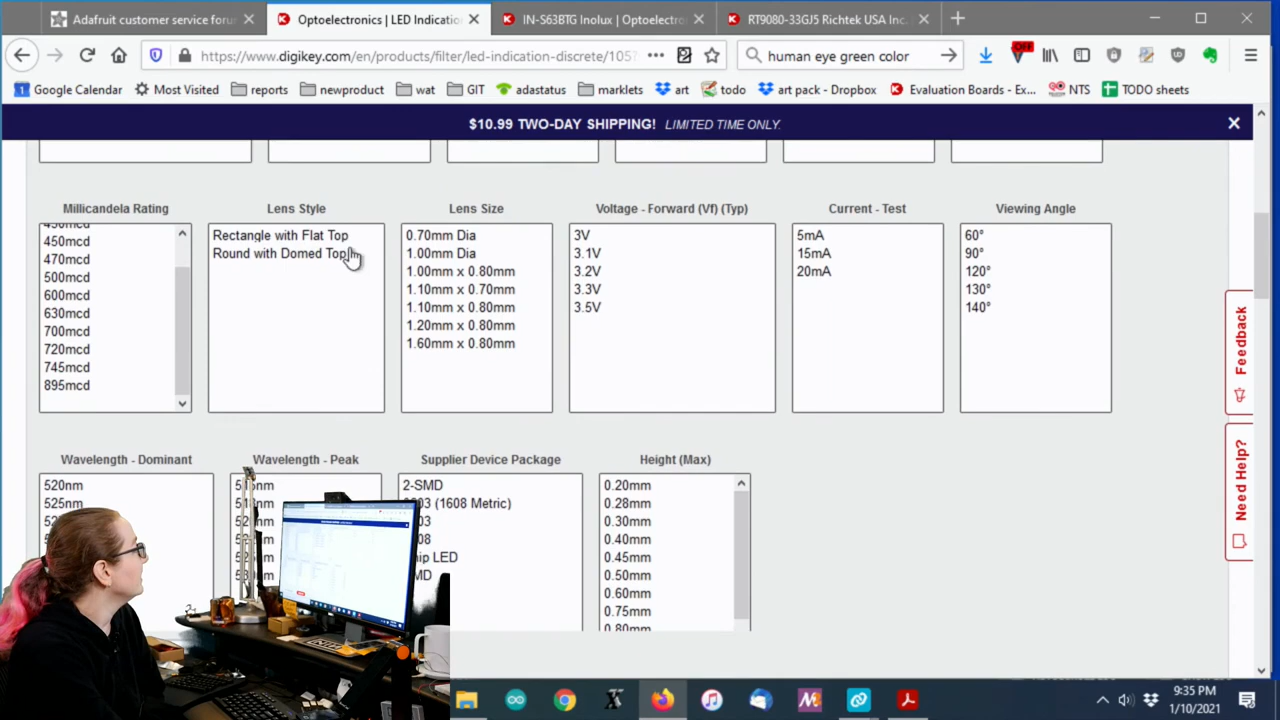 Adafruit customer service foru
Optoelectronics | LED Indicatio
IN-S63BTG Inolux | Optoelectro
RT9080-33GJ5 Richtek USA Inc.
https://www.digikey.com/en/products/filter/led-indication-discrete/105?
human eye green color
OFF
Google Calendar
Most Visited
reports
newproduct
wat
GIT
adastatus
marklets
art
todo
art pack - Dropbox
Evaluation Boards - Ex...
NTS
TODO sheets
$10.99 TWO-DAY SHIPPING! LIMITED TIME ONLY.
Millicandela Rating
450mcd
470mcd
500mcd
600mcd
630mcd
700mcd
720mcd
745mcd
895mcd
Lens Style
Rectangle with Flat Top
Round with Domed Top
Lens Size
0.70mm Dia
1.00mm Dia
1.00mm x 0.80mm
1.10mm x 0.70mm
1.10mm x 0.80mm
1.20mm x 0.80mm
1.60mm x 0.80mm
Voltage - Forward (Vf) (Typ)
3V
3.1V
3.2V
3.3V
3.5V
Current - Test
5mA
15mA
20mA
Viewing Angle
60°
90°
120°
130°
140°
Feedback
Need Help?
Wavelength - Dominant
520nm
525nm
Wavelength - Peak
Supplier Device Package
2-SMD
(1608 Metric)
LED
Height (Max)
0.20mm
0.28mm
0.30mm
0.40mm
0.45mm
0.50mm
0.60mm
0.75mm
0.80mm
9:35 PM
1/10/2021